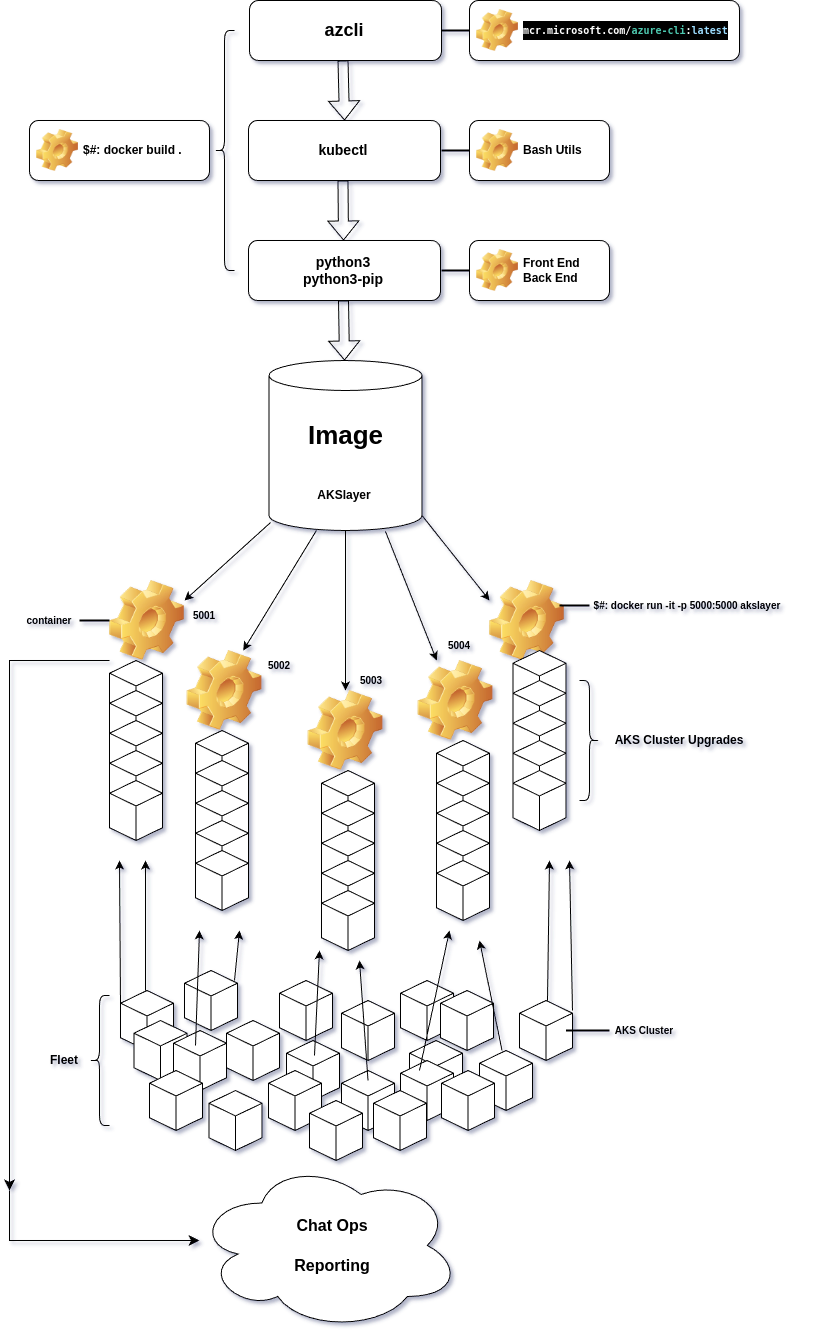 azcli
mcr.microsoft.com/azure-cli:latest
$#: docker build .
kubectl
Bash Utils
python3
python3-pip
Front End
Back End
Image
AKSlayer
container
5001
5002
5003
5004
$#: docker run -it -p 5000:5000 akslayer
AKS Cluster Upgrades
Fleet
AKS Cluster
Chat Ops
Reporting